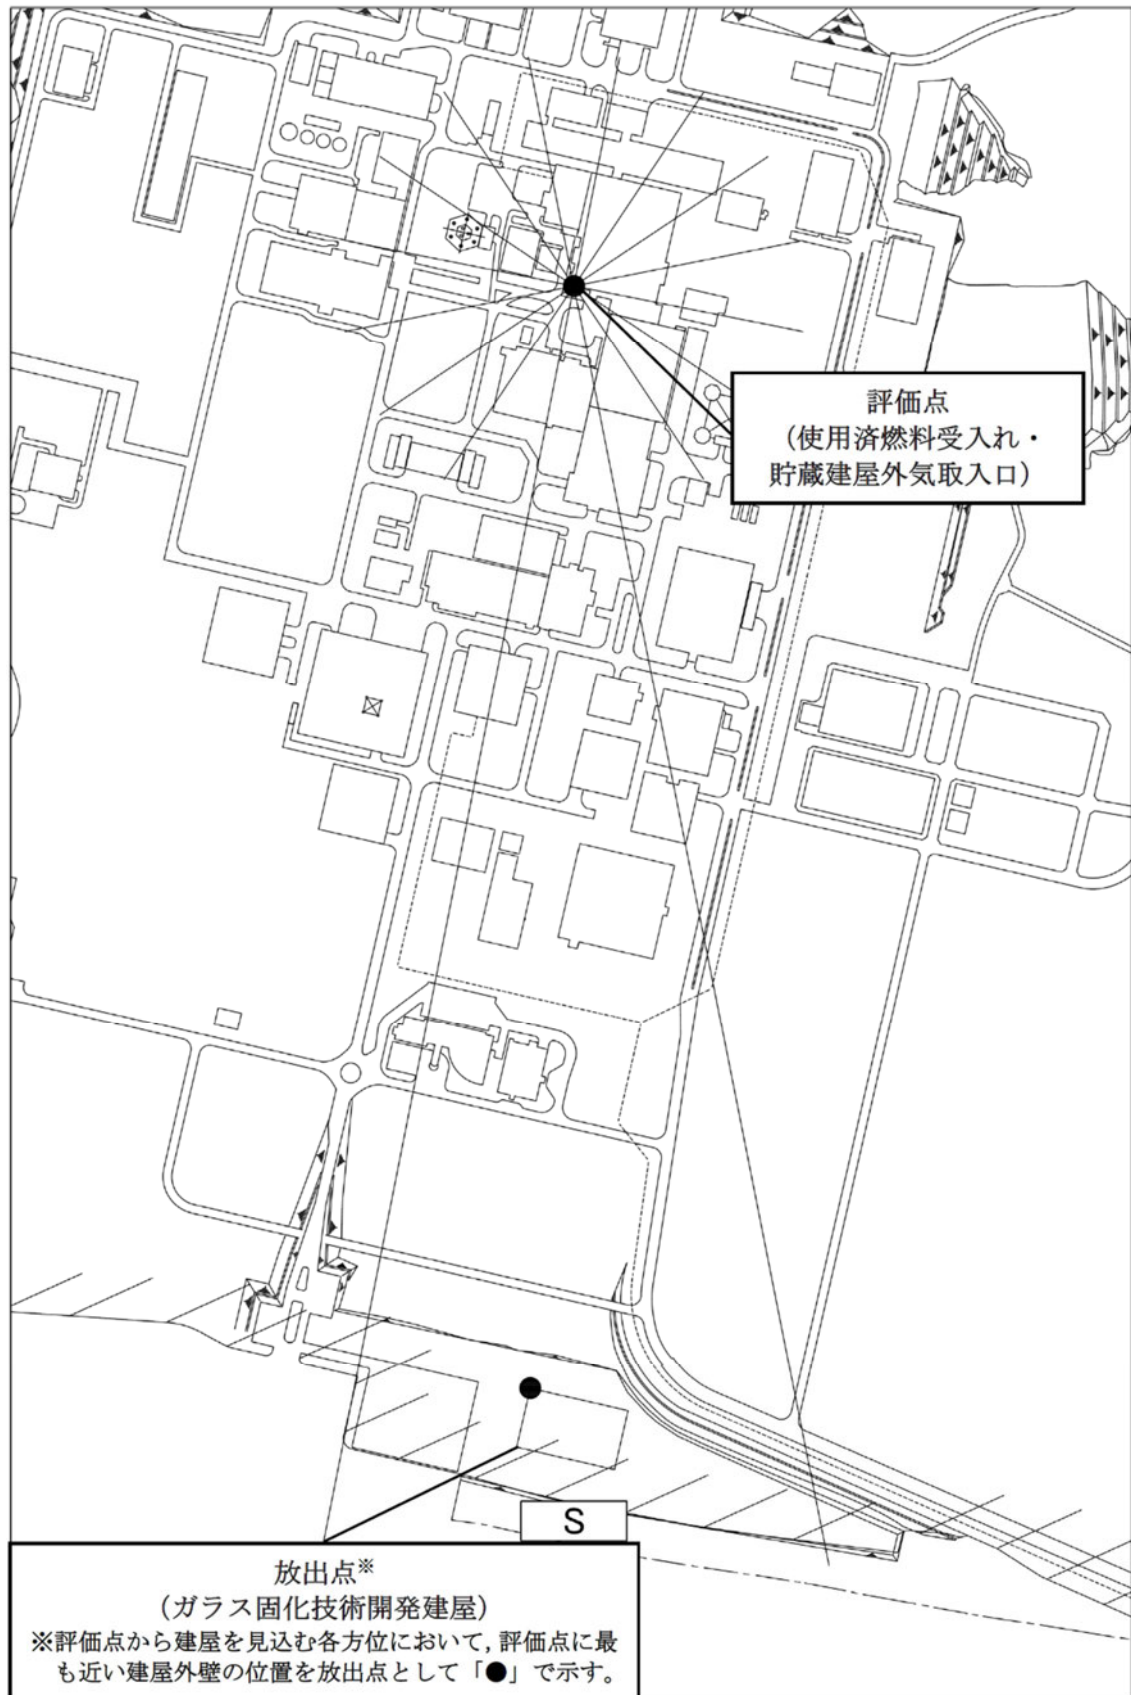 評価点
（使用済燃料受入れ・
貯蔵建屋外気取入口）
S
放出点※
（ガラス固化技術開発建屋）
※評価点から建屋を見込む各方位において，評価点に最
も近い建屋外壁の位置を放出点として「●」で示す。